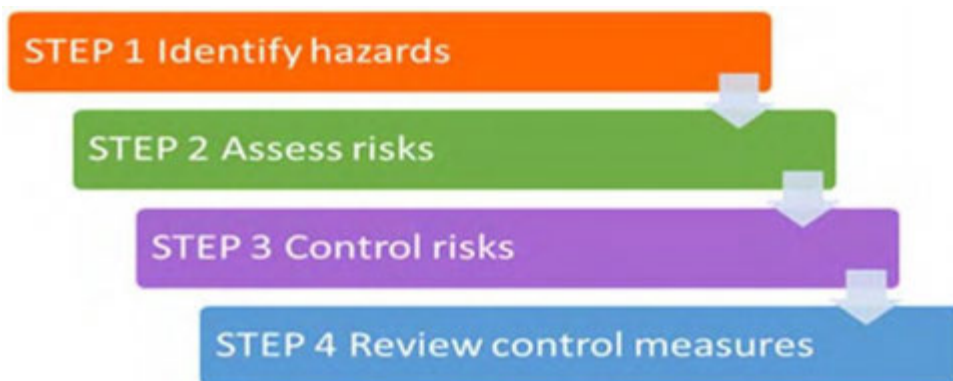 STEP 1 Identify hazards
STEP 2 Assess risks
STEP 3 Control risks
STEP 4 Review control measures